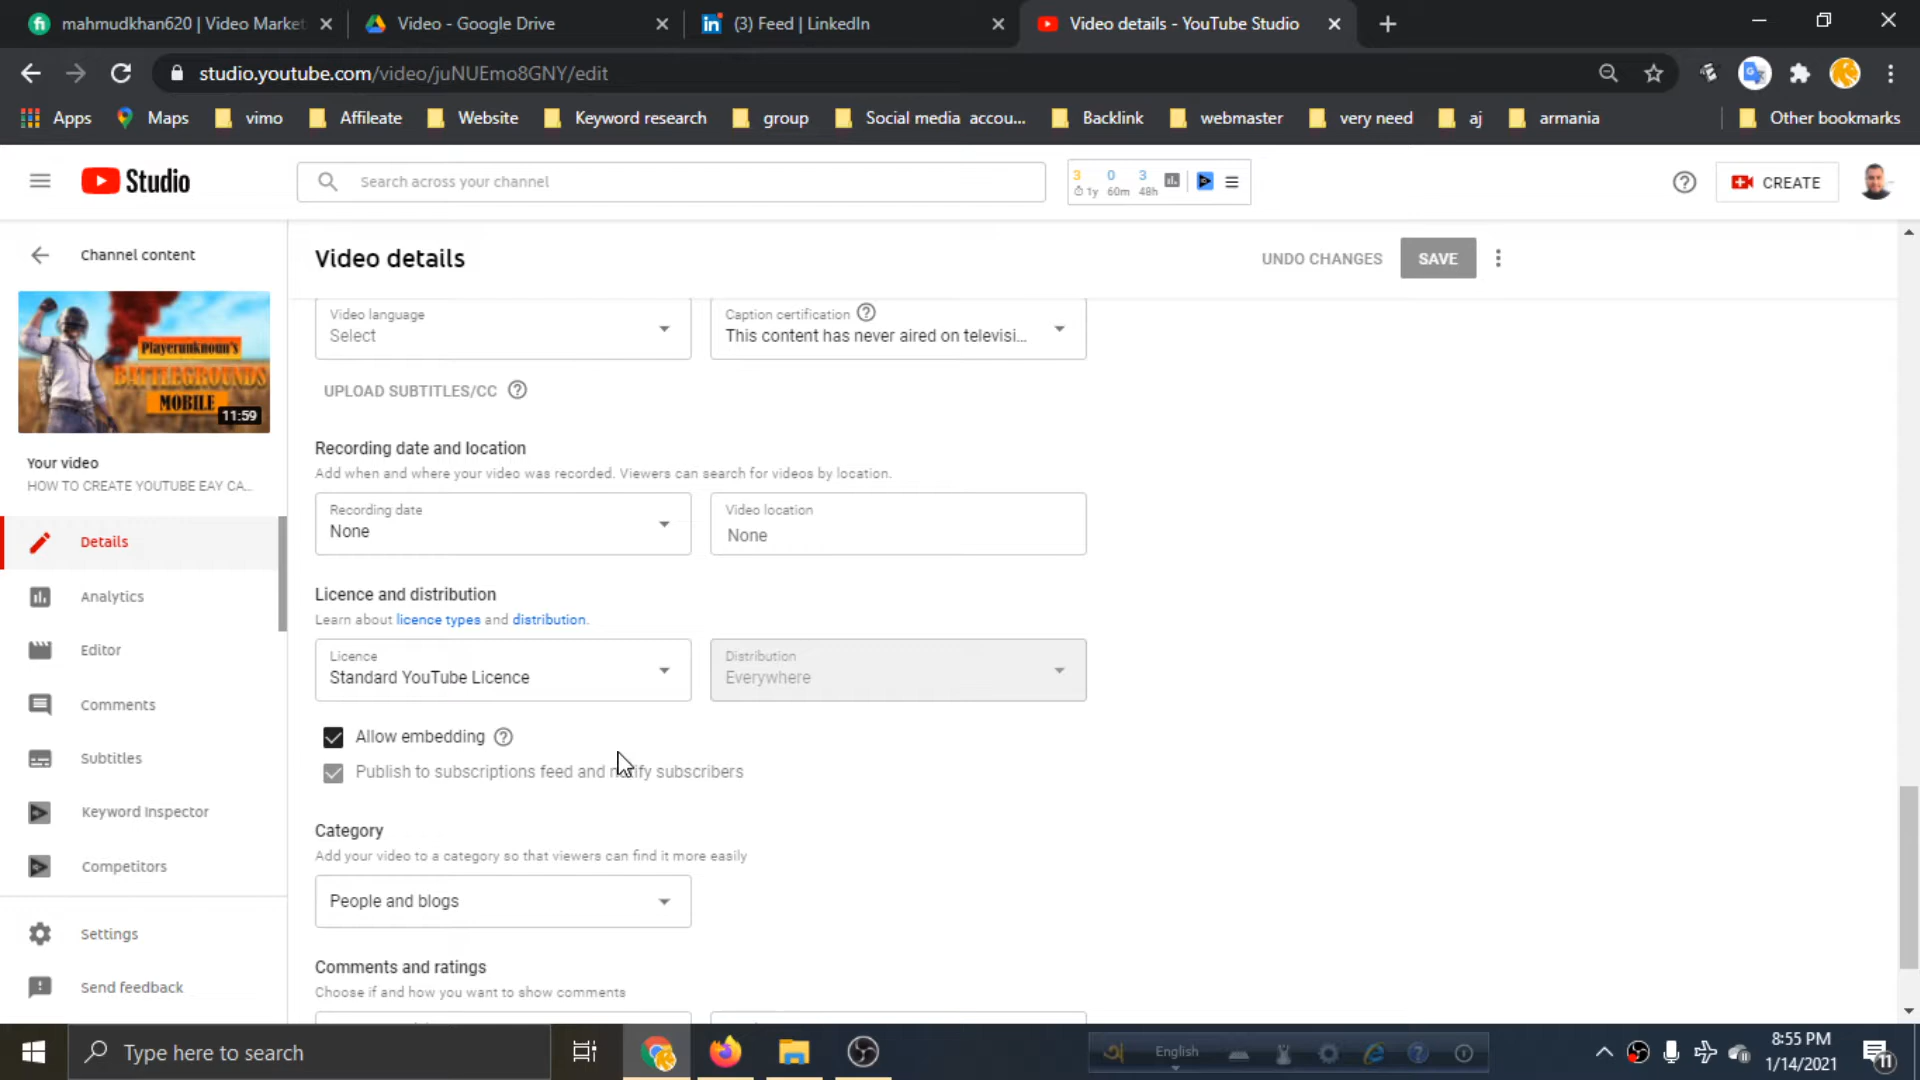 mahmudkhan620 | Video Market
Video - Google Drive
(3) Feed | LinkedIn
Video details - YouTube Studio
studio.youtube.com/video/juNUEmo8GNY/edit
Apps
Maps
vimo
Affileate
Website
Keyword research
group
Social media accou...
Backlink
webmaster
very need
aj
armania
Other bookmarks
Studio
Search across your channel
3 0 3
1y 60m 48h
CREATE
Channel content
Video details
UNDO CHANGES
SAVE
Playerunknoun's
BATTLEGROUNDS
MOBILE
11:59
Your video
HOW TO CREATE YOUTUBE EAY CA...
Details
Analytics
Editor
Comments
Subtitles
Keyword Inspector
Competitors
Settings
Send feedback
Video language
Select
Caption certification
This content has never aired on televisi...
UPLOAD SUBTITLES/CC
Recording date and location
Add when and where your video was recorded. Viewers can search for videos by location.
Recording date
None
Video location
None
Licence and distribution
Learn about licence types and distribution.
Licence
Standard YouTube Licence
Distribution
Everywhere
Allow embedding
Publish to subscriptions feed and notify subscribers
Category
Add your video to a category so that viewers can find it more easily
People and blogs
Comments and ratings
Choose if and how you want to show comments
Type here to search
English
8:55 PM
1/14/2021
11